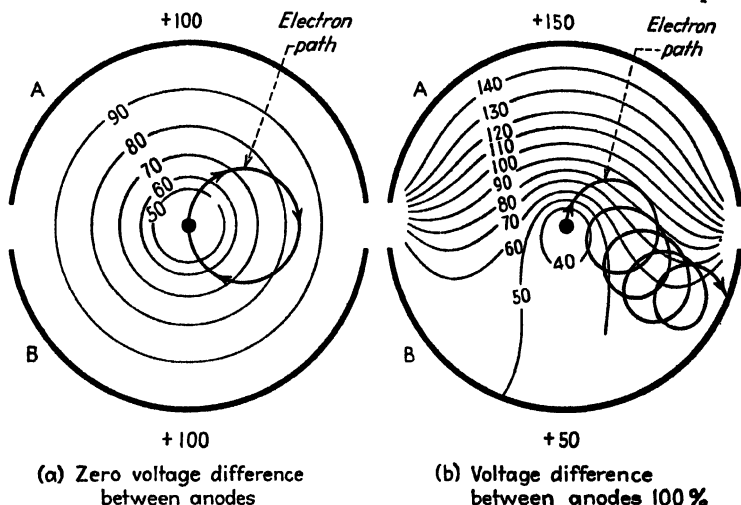 +100
Electron
path
A
90
80
70
60
50
B
+100
(a) Zero voltage difference
between anodes
+150
Electron
path
A
140
130
120
110
100
90
80
70
60
40
50
B
+50
(b) Voltage difference
between anodes 100%